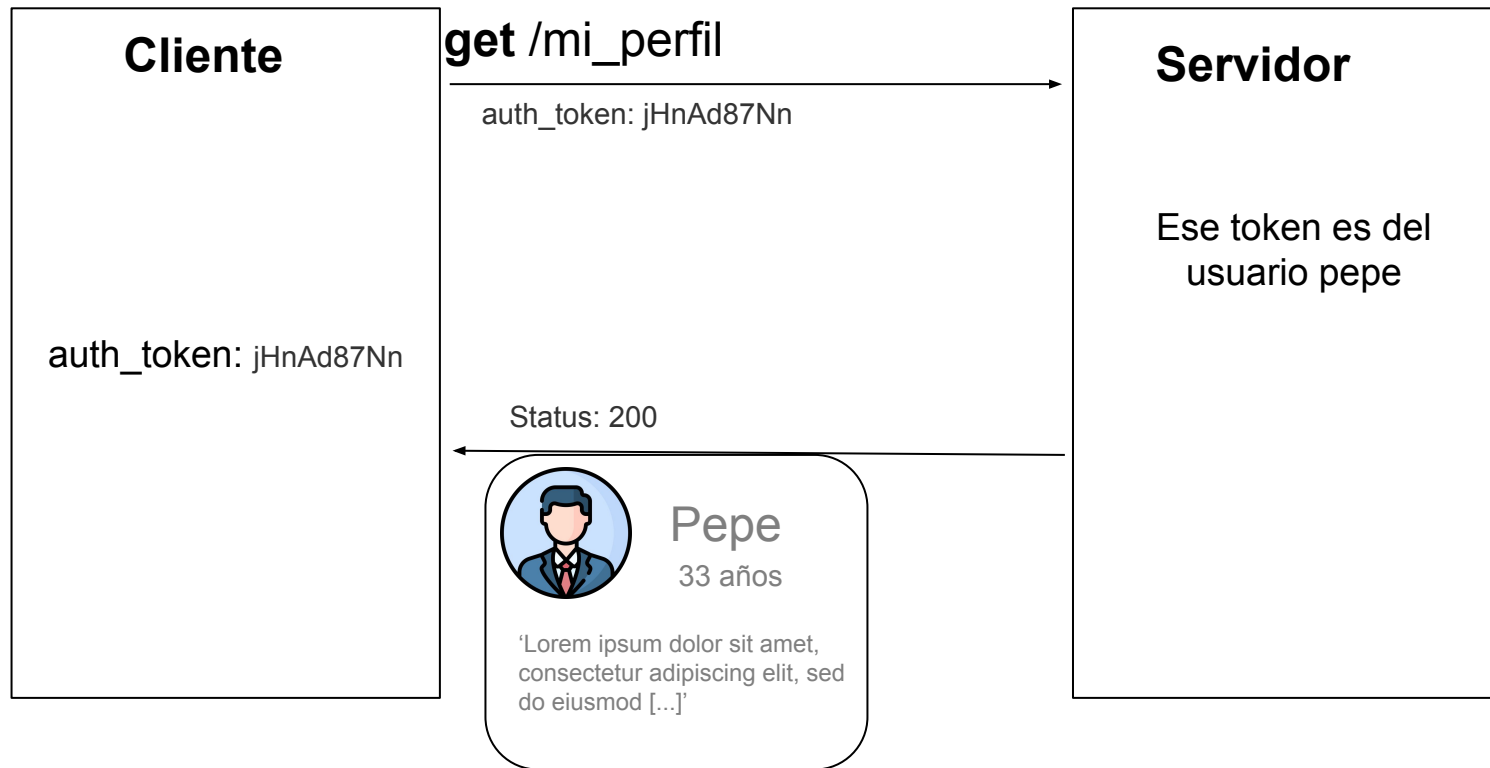 Cliente
get /mi_perfil
Servidor
auth_token: jHnAd87Nn
Ese token es del
usuario pepe
auth_token: jHnAd87Nn
Status: 200
Pepe
33 años
‘Lorem ipsum dolor sit amet,
consectetur adipiscing elit, sed
do eiusmod [...]’